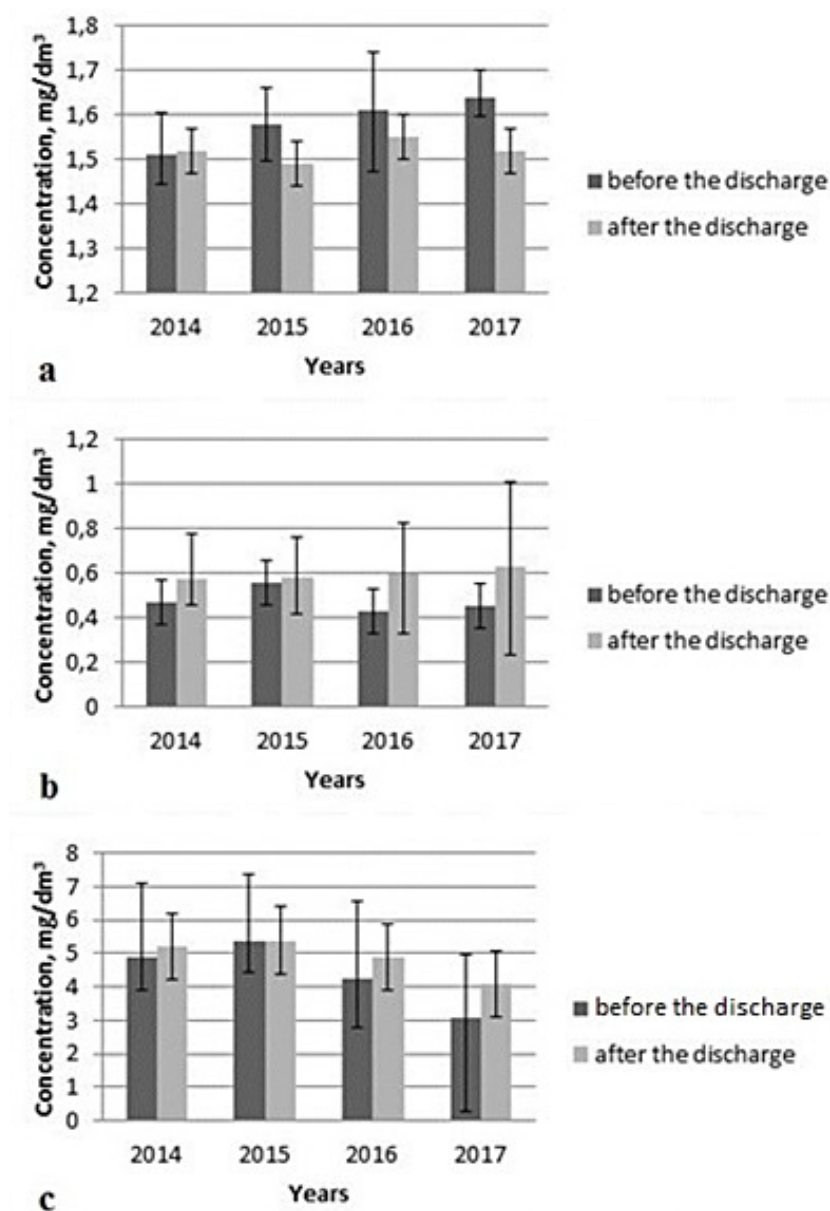 Concentration, mg/dm³
1,8
1,7
1,6
1,5
1,4
1,3
1,2
2014 2015 2016 2017
Years
before the discharge
after the discharge
a
Concentration, mg/dm³
1,2
1
0,8
0,6
0,4
0,2
0
2014 2015 2016 2017
Years
before the discharge
after the discharge
b
Concentration, mg/dm³
8
7
6
5
4
3
2
1
0
2014 2015 2016 2017
Years
before the discharge
after the discharge
c